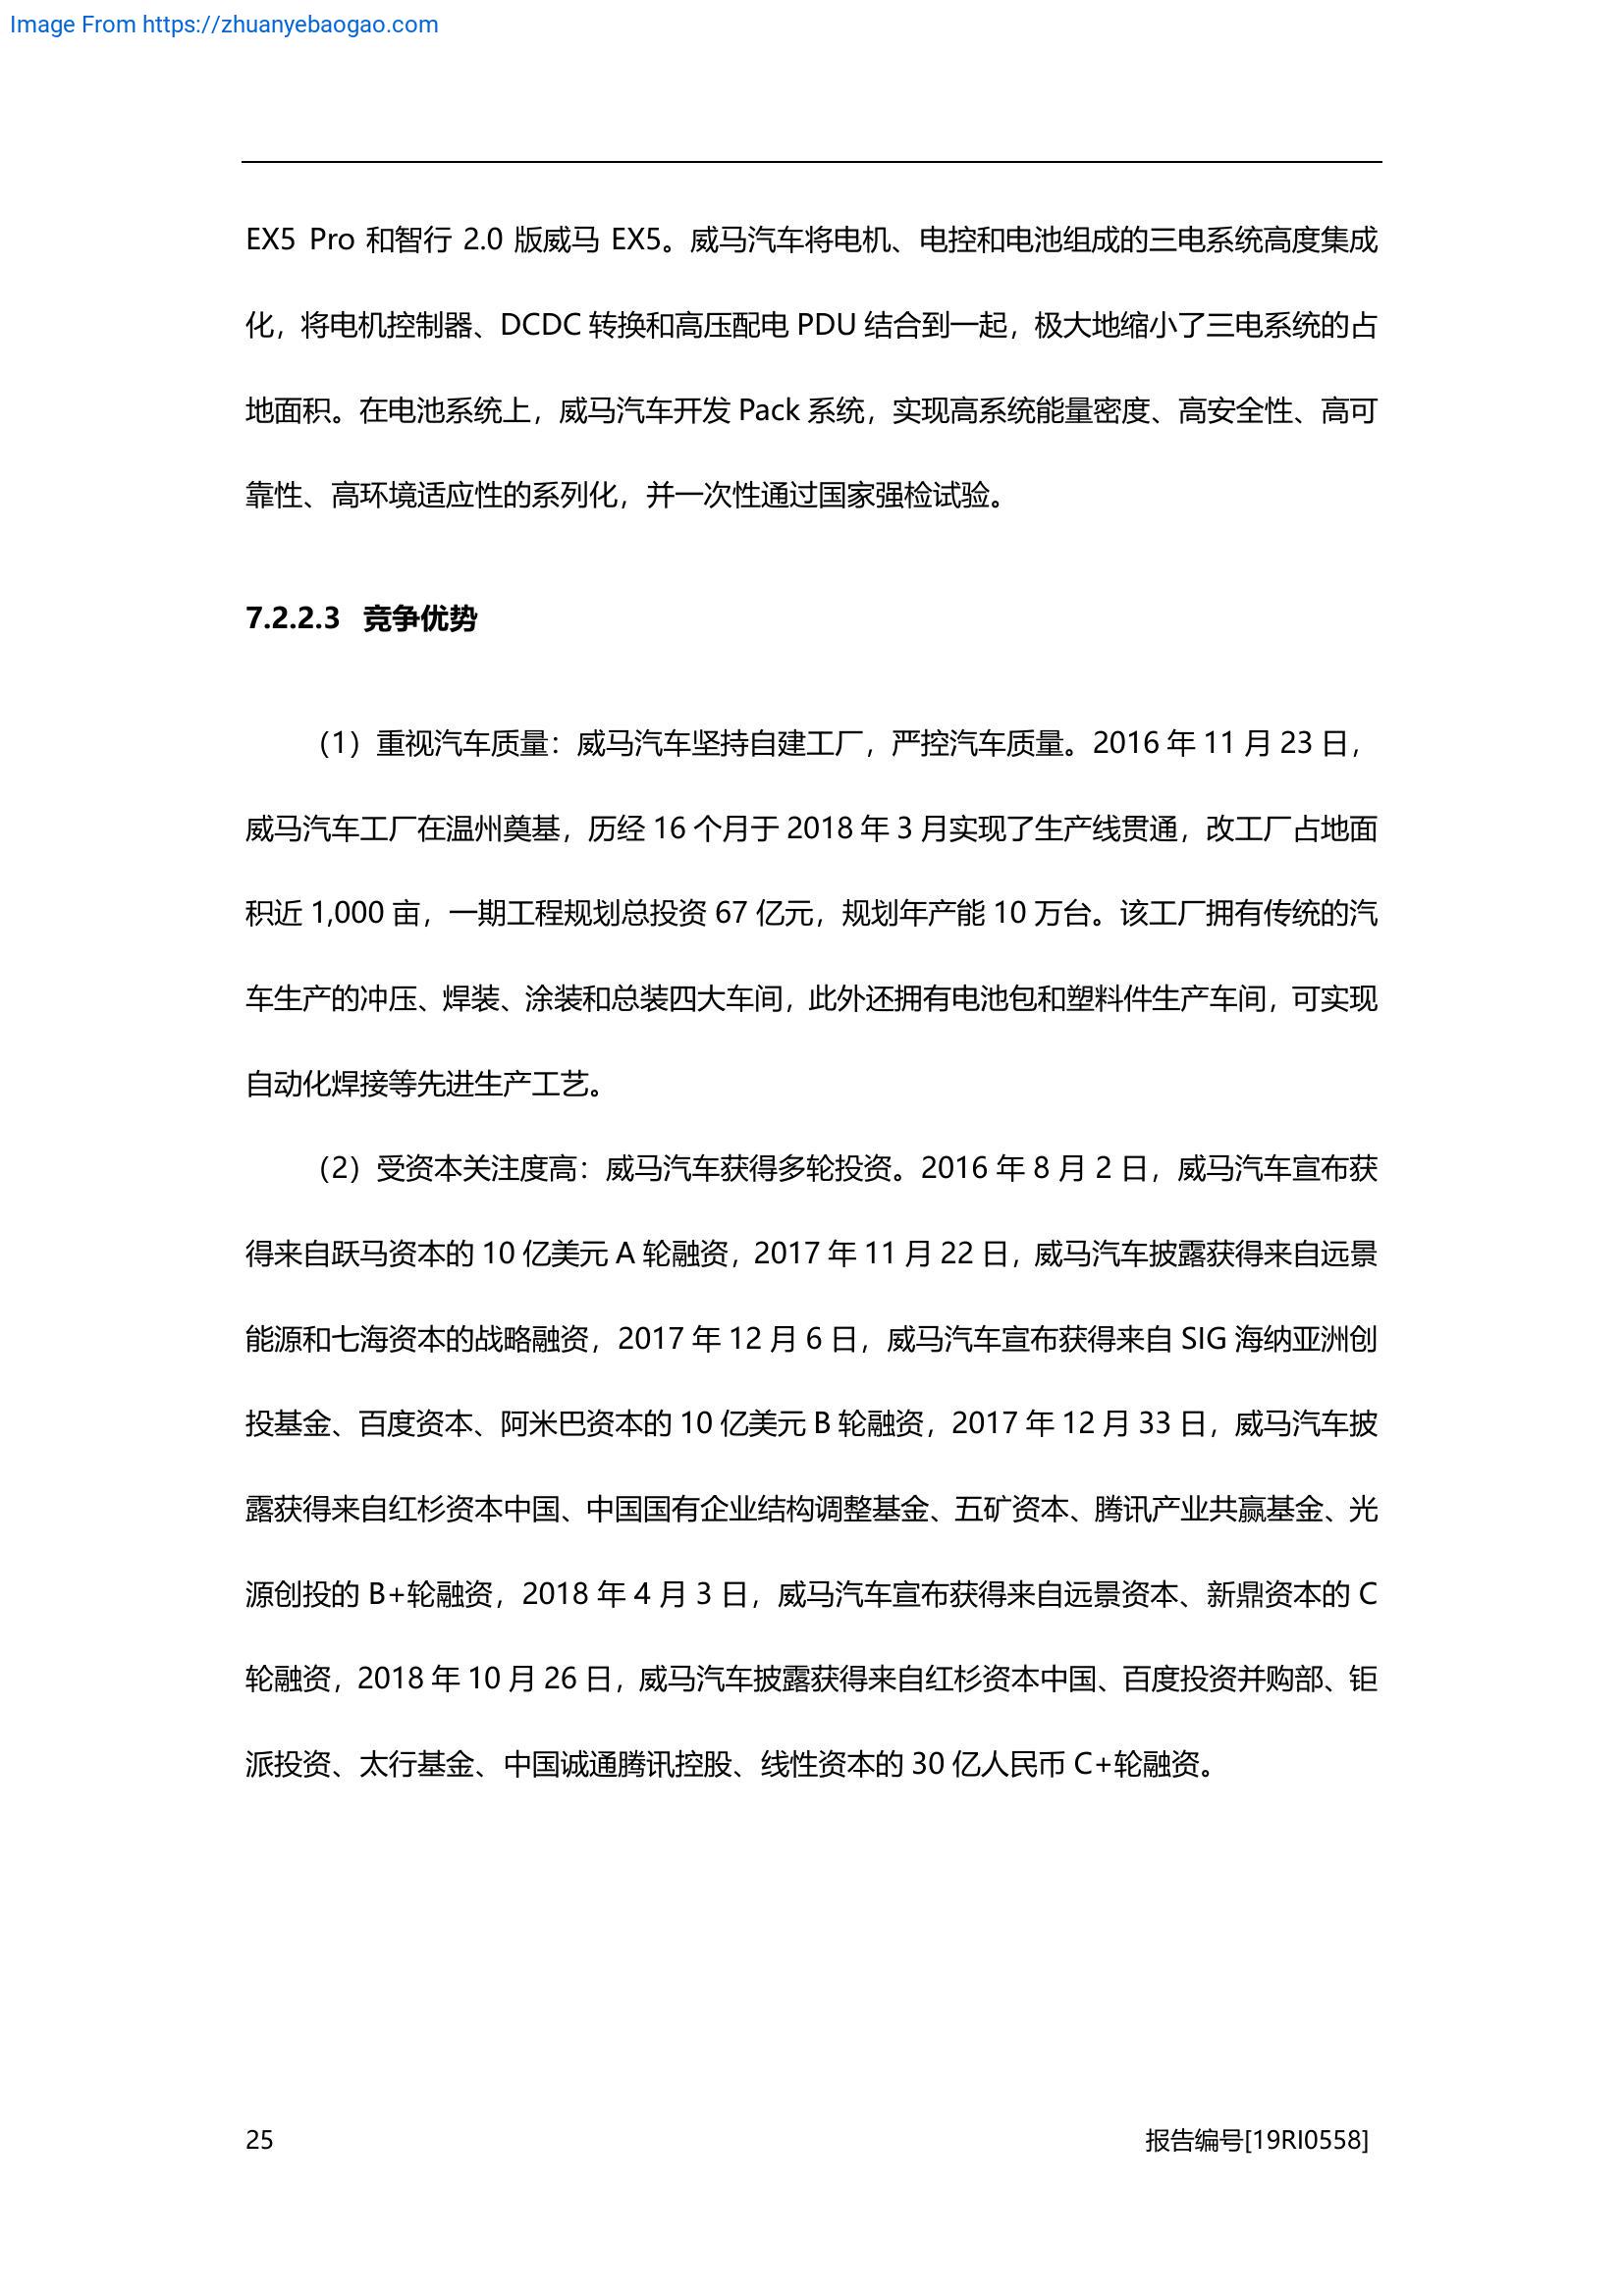 Image From https://zhuanyebaogao.com
EX5 Pro 和智行 2.0 版威马 EX5。威马汽车将电机、电控和电池组成的三电系统高度集成
化，将电机控制器、DCDC 转换和高压配电 PDU 结合到一起，极大地缩小了三电系统的占
地面积。在电池系统上，威马汽车开发 Pack 系统，实现高系统能量密度、高安全性、高可
靠性、高环境适应性的系列化，并一次性通过国家强检试验。
7.2.2.3 竞争优势
（1）重视汽车质量：威马汽车坚持自建工厂，严控汽车质量。2016 年 11 月 23 日，
威马汽车工厂在温州奠基，历经 16 个月于 2018 年 3 月实现了生产线贯通，改工厂占地面
积近 1,000 亩，一期工程规划总投资 67 亿元，规划年产能 10 万台。该工厂拥有传统的汽
车生产的冲压、焊装、涂装和总装四大车间，此外还拥有电池包和塑料件生产车间，可实现
自动化焊接等先进生产工艺。
（2）受资本关注度高：威马汽车获得多轮投资。2016 年 8 月 2 日，威马汽车宣布获
得来自跃马资本的 10 亿美元 A 轮融资，2017 年 11 月 22 日，威马汽车披露获得来自远景
能源和七海资本的战略融资，2017 年 12 月 6 日，威马汽车宣布获得来自 SIG 海纳亚洲创
投基金、百度资本、阿米巴资本的 10 亿美元 B 轮融资，2017 年 12 月 33 日，威马汽车披
露获得来自红杉资本中国、中国国有企业结构调整基金、五矿资本、腾讯产业共赢基金、光
源创投的 B+轮融资，2018 年 4 月 3 日，威马汽车宣布获得来自远景资本、新鼎资本的 C
轮融资，2018 年 10 月 26 日，威马汽车披露获得来自红杉资本中国、百度投资并购部、钜
派投资、太行基金、中国诚通腾讯控股、线性资本的 30 亿人民币 C+轮融资。
25 报告编号[19RI0558]